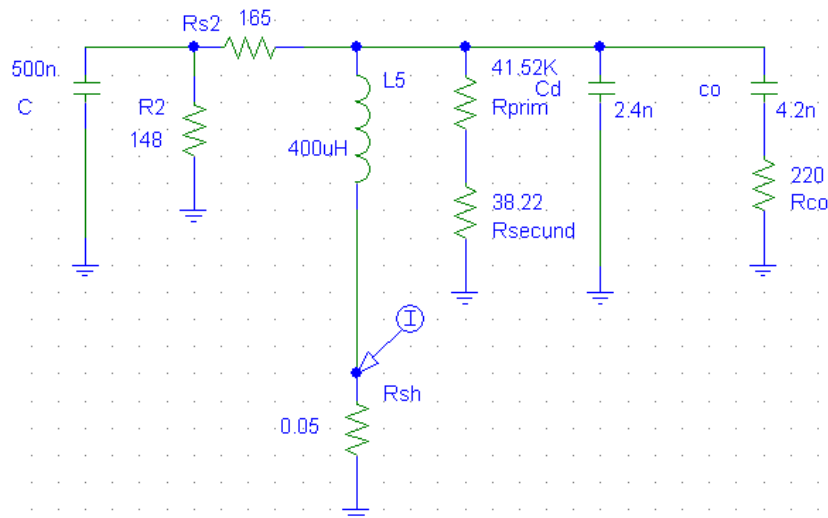 Rs2
165
500n
C
R2
148
L5
400uH
41.52K
Rprim
Cd
2.4n
co
4.2n
38.22
Rsecund
220
Rco
I
Rsh
0.05